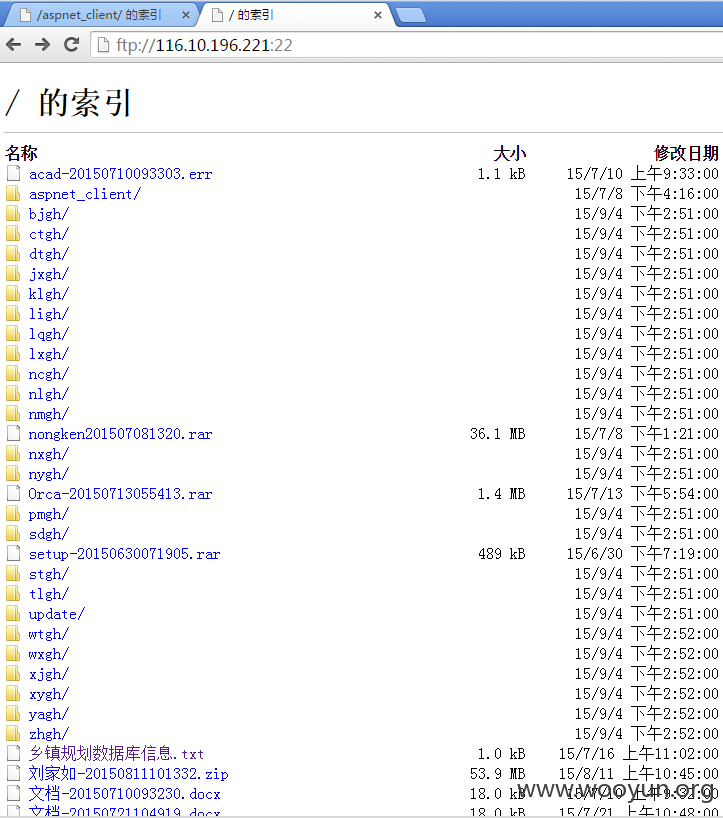 /aspnet_client/ 的索引 / 的索引
ftp://116.10.196.221:22
/ 的索引
名称 大小 修改日期
acad-20150710093303.err 1.1 kB 15/7/10 上午9:33:00
aspnet_client/ 15/7/8 下午4:16:00
bjgh/ 15/9/4 下午2:51:00
ctgh/ 15/9/4 下午2:51:00
dtgh/ 15/9/4 下午2:51:00
jxgh/ 15/9/4 下午2:51:00
klgh/ 15/9/4 下午2:51:00
ligh/ 15/9/4 下午2:51:00
lqgh/ 15/9/4 下午2:51:00
lxgh/ 15/9/4 下午2:51:00
ncgh/ 15/9/4 下午2:51:00
nlgh/ 15/9/4 下午2:51:00
nmgh/ 15/9/4 下午2:51:00
nongken201507081320.rar 36.1 MB 15/7/8 下午1:21:00
nxgh/ 15/9/4 下午2:51:00
nygh/ 15/9/4 下午2:51:00
Orca-20150713055413.rar 1.4 MB 15/7/13 下午5:54:00
pmgh/ 15/9/4 下午2:51:00
sdgh/ 15/9/4 下午2:51:00
setup-20150630071905.rar 489 kB 15/6/30 下午7:19:00
stgh/ 15/9/4 下午2:51:00
tlgh/ 15/9/4 下午2:51:00
update/ 15/9/4 下午2:51:00
wtgh/ 15/9/4 下午2:52:00
wxgh/ 15/9/4 下午2:52:00
xjgh/ 15/9/4 下午2:52:00
xygh/ 15/9/4 下午2:52:00
yagh/ 15/9/4 下午2:52:00
zhgh/ 15/9/4 下午2:52:00
乡镇规划数据库信息.txt 1.0 kB 15/7/16 上午11:02:00
刘家如-20150811101332.zip 53.9 MB 15/8/11 上午10:45:00
文档-20150710093230.docx 18.0 kB 15/7/10 上午9:32:00
文档-20150721104919.docx 18.0 kB 15/7/21 上午10:48:00
www.wooyun.org